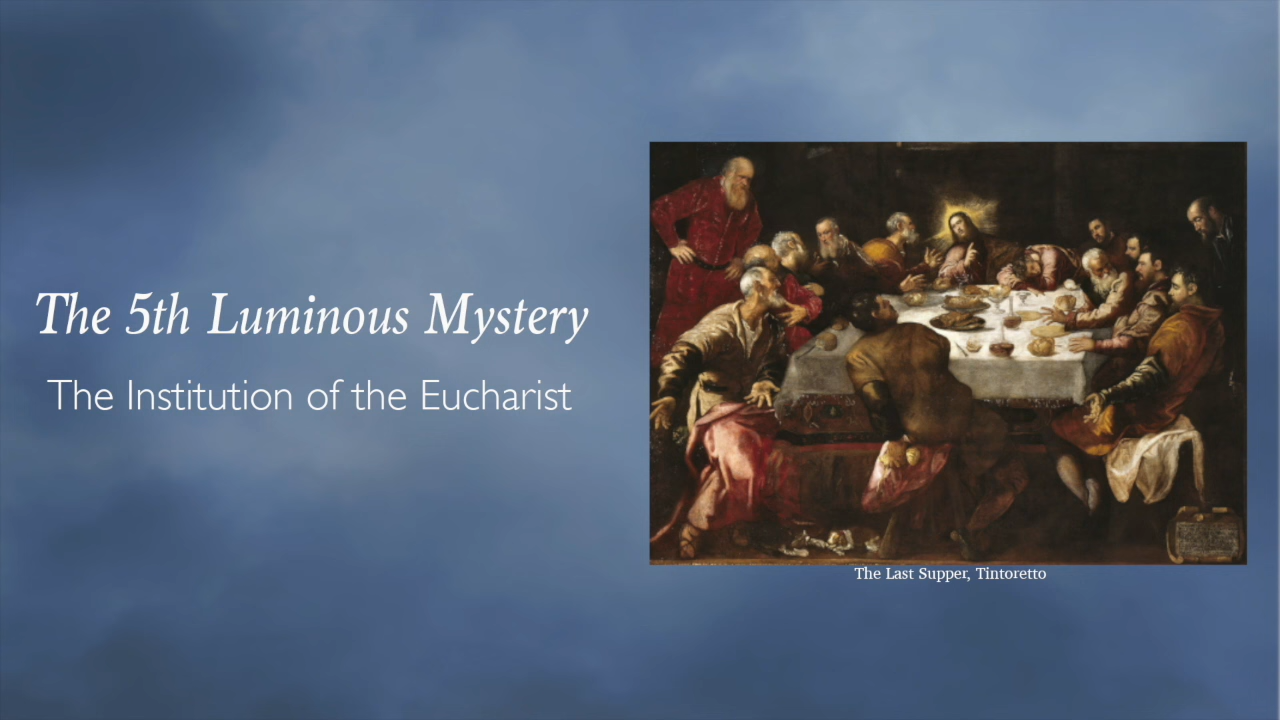 The 5th Luminous Mystery
The Institution of the Eucharist
The Last Supper, Tintoretto